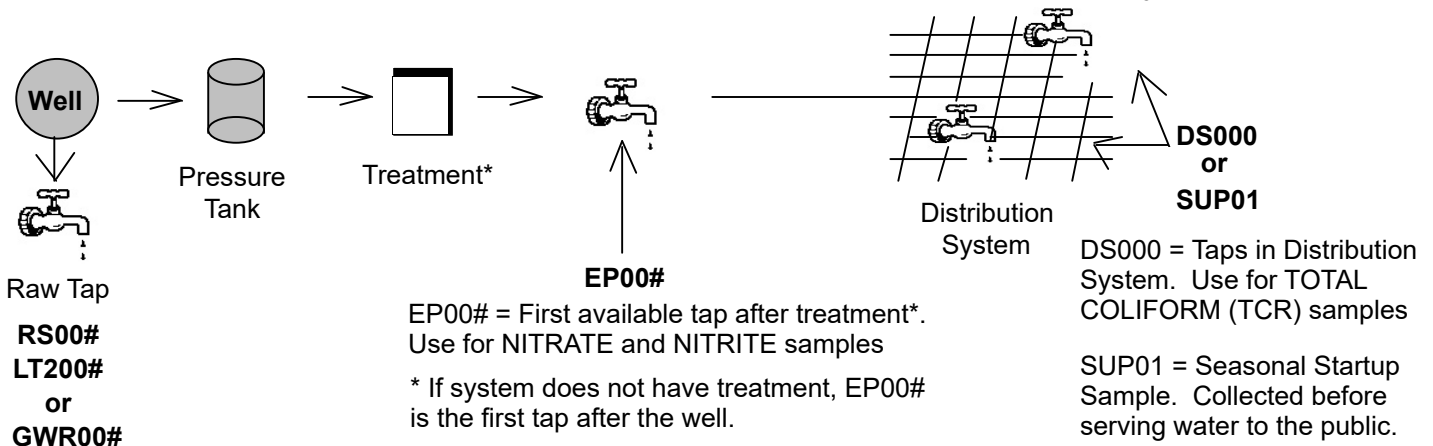 Well
Pressure
Tank
Treatment*
Raw Tap
RS00#
LT200#
or
GWR00#
EP00#
EP00# = First available tap after treatment*.
Use for NITRATE and NITRITE samples
* If system does not have treatment, EP00#
is the first tap after the well.
Distribution
System
DS000
or
SUP01
DS000 = Taps in Distribution
System. Use for TOTAL
COLIFORM (TCR) samples
SUP01 = Seasonal Startup
Sample. Collected before
serving water to the public.